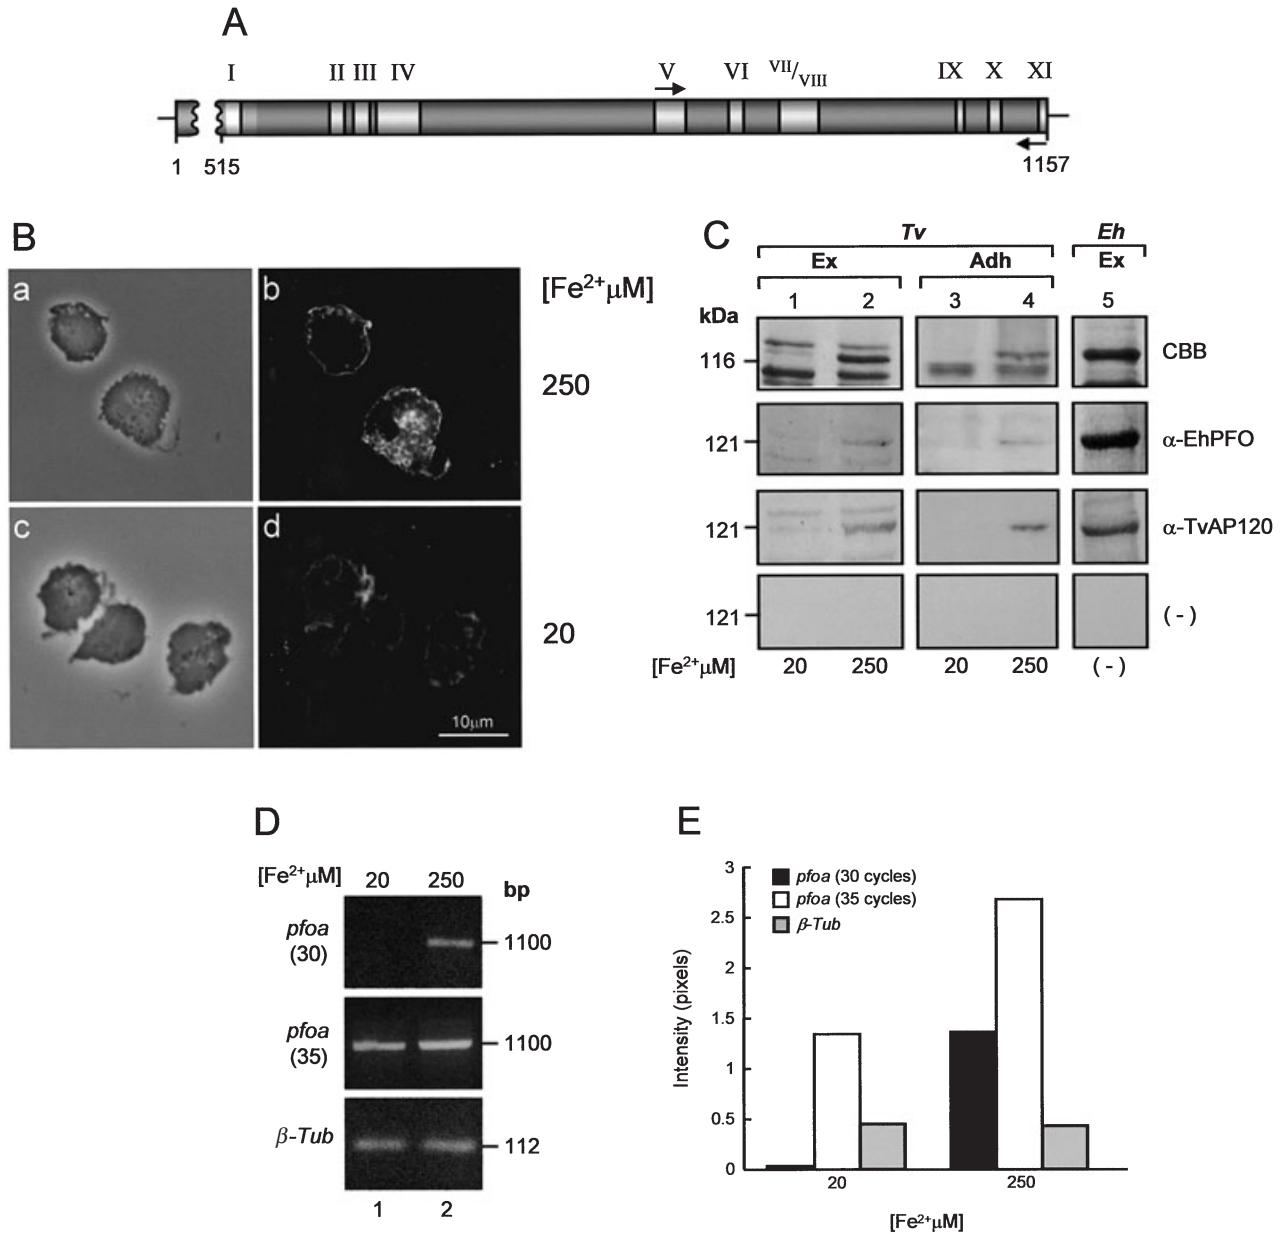 A
I II III IV V VI VII/VIII IX X XI
1 515 1157
B
a b
[Fe²⁺μM]
250
c d
20
10μm
C
Tv Eh
Ex Adh Ex
1 2 3 4 5
kDa
116 CBB
121 α-EhPFO
121 α-TvAP120
121 (-)
[Fe²⁺μM] 20 250 20 250 (-)
D
[Fe²⁺μM] 20 250 bp
pfoa
(30) 1100
pfoa
(35) 1100
β-Tub 112
1 2
E
3
2.5
2
1.5
1
0.5
0
Intensity (pixels)
pfoa (30 cycles)
pfoa (35 cycles)
β-Tub
20 250
[Fe²⁺μM]